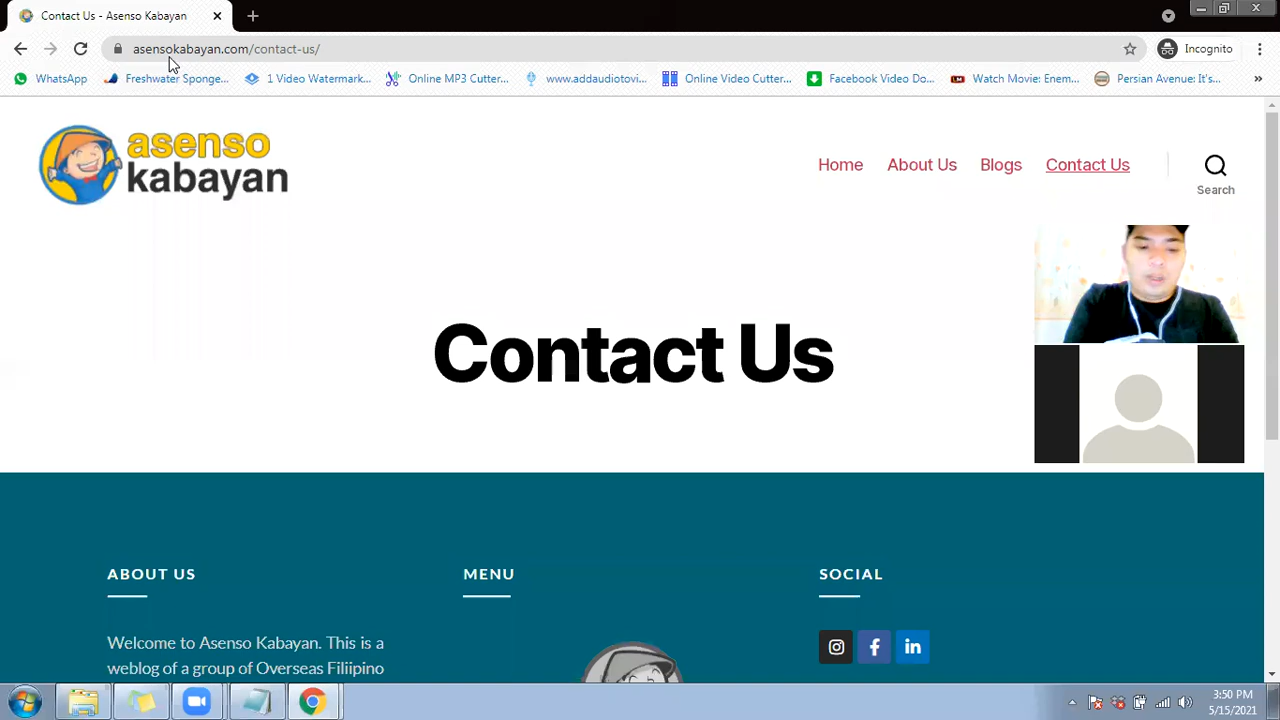 Contact Us - Asenso Kabayan
asensokabayan.com/contact-us/
Incognito
WhatsApp
Freshwater Sponge...
1 Video Watermark...
Online MP3 Cutter...
www.addaudiotovi...
Online Video Cutter...
Facebook Video Do...
Watch Movie: Enem...
Persian Avenue: It's...
»
asenso
kabayan
Home
About Us
Blogs
Contact Us
Search
Contact Us
ABOUT US
MENU
SOCIAL
Welcome to Asenso Kabayan. This is a
weblog of a group of Overseas Filiipino
3:50 PM
5/15/2021